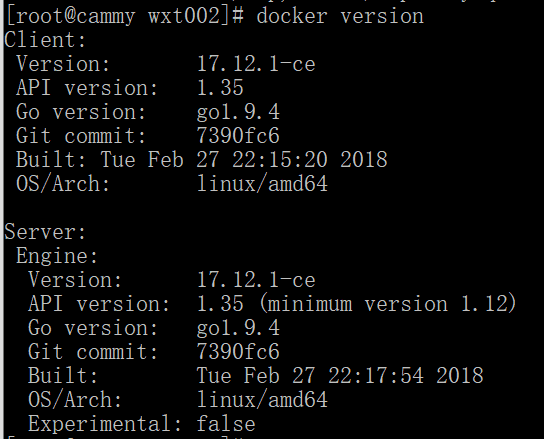 [root@cammy wxt002]# docker version
Client:
 Version:      17.12.1-ce
 API version:  1.35
 Go version:   go1.9.4
 Git commit:   7390fc6
 Built: Tue Feb 27 22:15:20 2018
 OS/Arch:      linux/amd64

Server:
 Engine:
  Version:      17.12.1-ce
  API version:  1.35 (minimum version 1.12)
  Go version:   go1.9.4
  Git commit:   7390fc6
  Built:        Tue Feb 27 22:17:54 2018
  OS/Arch:      linux/amd64
  Experimental: false